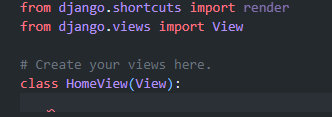 from django.shortcuts import render
from django.views import View
# Create your views here.
class HomeView(View):